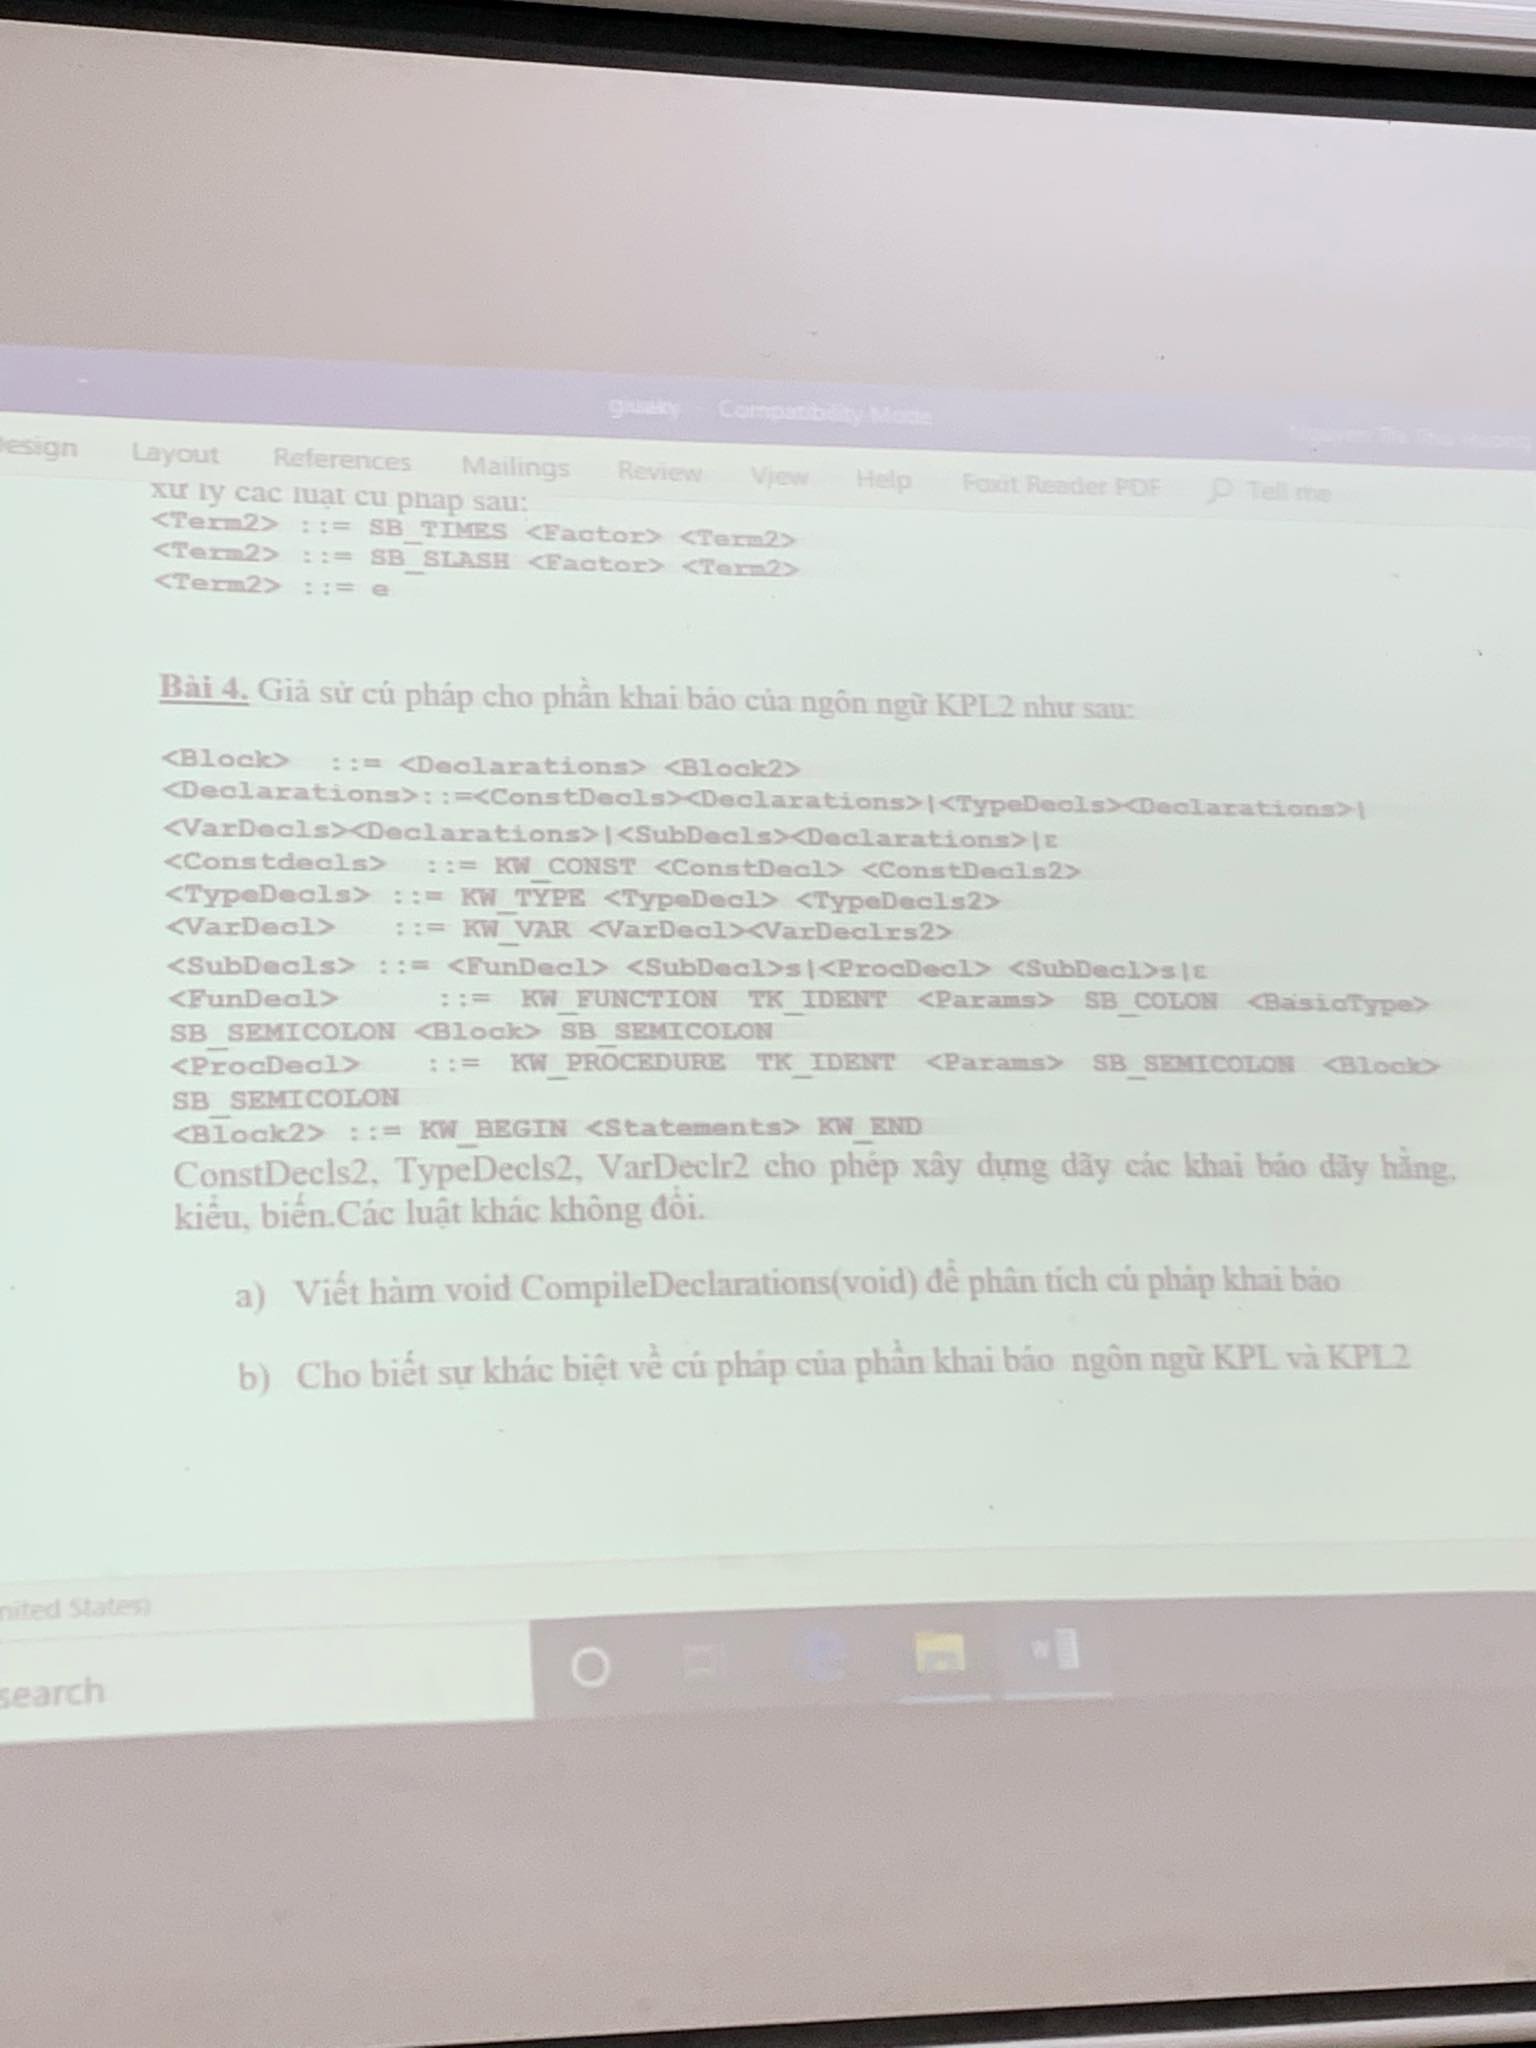 Compatibility Mode
esign Layout References Mailings Review View Help Foxit Reader PDF Tell me
xử lý các luật cú pháp sau:
<Term2> ::= SB_TIMES <Factor> <Term2>
<Term2> ::= SB_SLASH <Factor> <Term2>
<Term2> ::= e
Bài 4. Giả sử cú pháp cho phần khai báo của ngôn ngữ KPL2 như sau:
<Block> ::= <Declarations> <Block2>
<Declarations>::=<ConstDecls><Declarations>|<TypeDecls><Declarations>|
<VarDecls><Declarations>|<SubDecls><Declarations>|ε
<Constdecls> ::= KW_CONST <ConstDecl> <ConstDecls2>
<TypeDecls> ::= KW_TYPE <TypeDecl> <TypeDecls2>
<VarDecl> ::= KW_VAR <VarDecl><VarDeclrs2>
<SubDecls> ::= <FunDecl> <SubDecl>s|<ProcDecl> <SubDecl>s|ε
<FunDecl> ::= KW_FUNCTION TK_IDENT <Params> SB_COLON <BasicType>
SB_SEMICOLON <Block> SB_SEMICOLON
<ProcDecl> ::= KW_PROCEDURE TK_IDENT <Params> SB_SEMICOLON <Block>
SB_SEMICOLON
<Block2> ::= KW_BEGIN <Statements> KW_END
ConstDecls2, TypeDecls2, VarDeclr2 cho phép xây dựng dãy các khai báo dãy hằng,
kiểu, biến.Các luật khác không đổi.
a) Viết hàm void CompileDeclarations(void) để phân tích cú pháp khai báo
b) Cho biết sự khác biệt về cú pháp của phần khai báo ngôn ngữ KPL và KPL2
nited States)
search